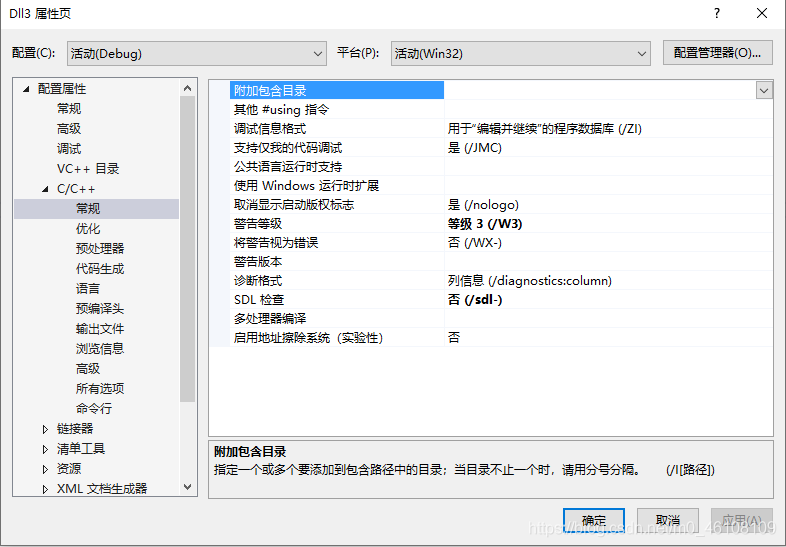 Dll3 属性页
配置(C): 活动(Debug) 平台(P): 活动(Win32) 配置管理器(O)...
配置属性
常规
高级
调试
VC++ 目录
C/C++
常规
优化
预处理器
代码生成
语言
预编译头
输出文件
浏览信息
高级
所有选项
命令行
链接器
清单工具
资源
XML 文档生成器
附加包含目录
其他 #using 指令
调试信息格式 用于“编辑并继续”的程序数据库 (/ZI)
支持仅我的代码调试 是 (/JMC)
公共语言运行时支持
使用 Windows 运行时扩展
取消显示启动版权标志 是 (/nologo)
警告等级 等级 3 (/W3)
将警告视为错误 否 (/WX-)
警告版本
诊断格式 列信息 (/diagnostics:column)
SDL 检查 否 (/sdl-)
多处理器编译
启用地址擦除系统（实验性） 否
附加包含目录
指定一个或多个要添加到包含路径中的目录；当目录不止一个时，请用分号分隔。 (/I[路径])
确定 取消 应用(A)
https://blog.csdn.net/m0_46108109